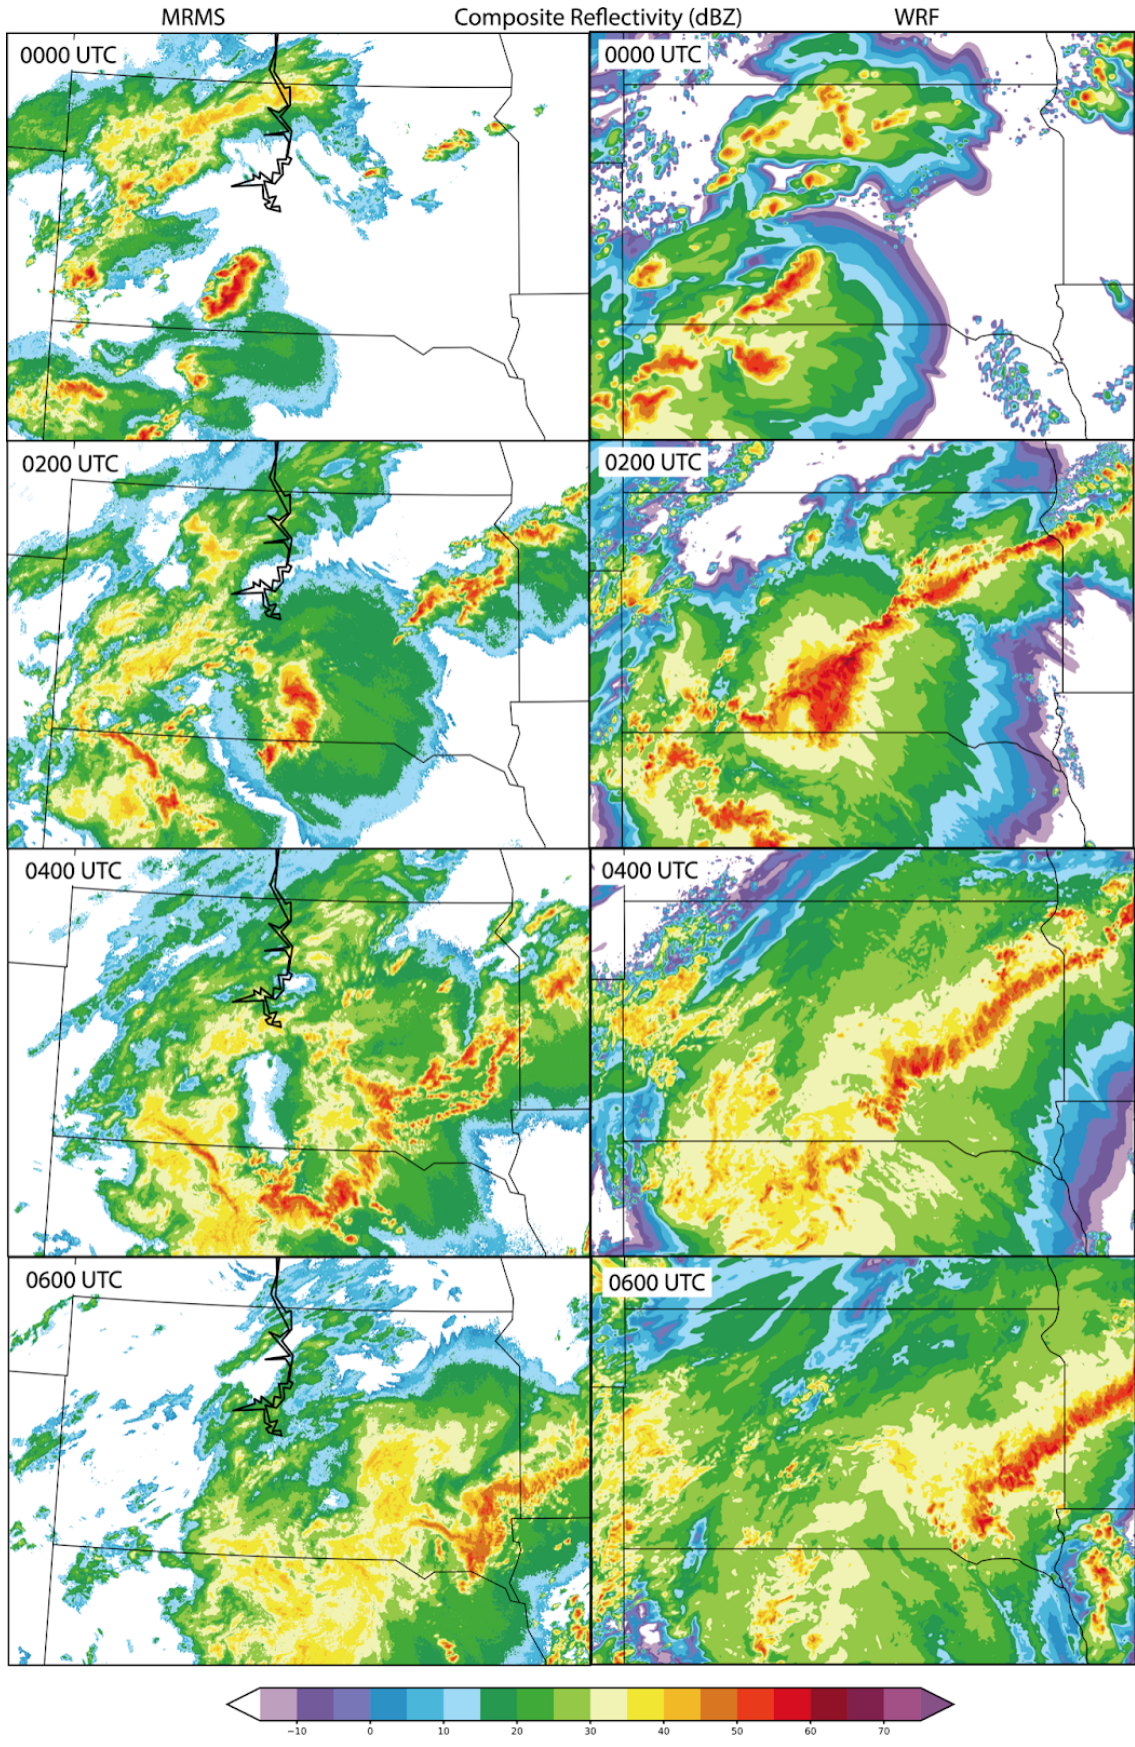 MRMS Composite Reflectivity (dBZ) WRF
0000 UTC 0000 UTC
0200 UTC 0200 UTC
0400 UTC 0400 UTC
0600 UTC 0600 UTC
−10 0 10 20 30 40 50 60 70